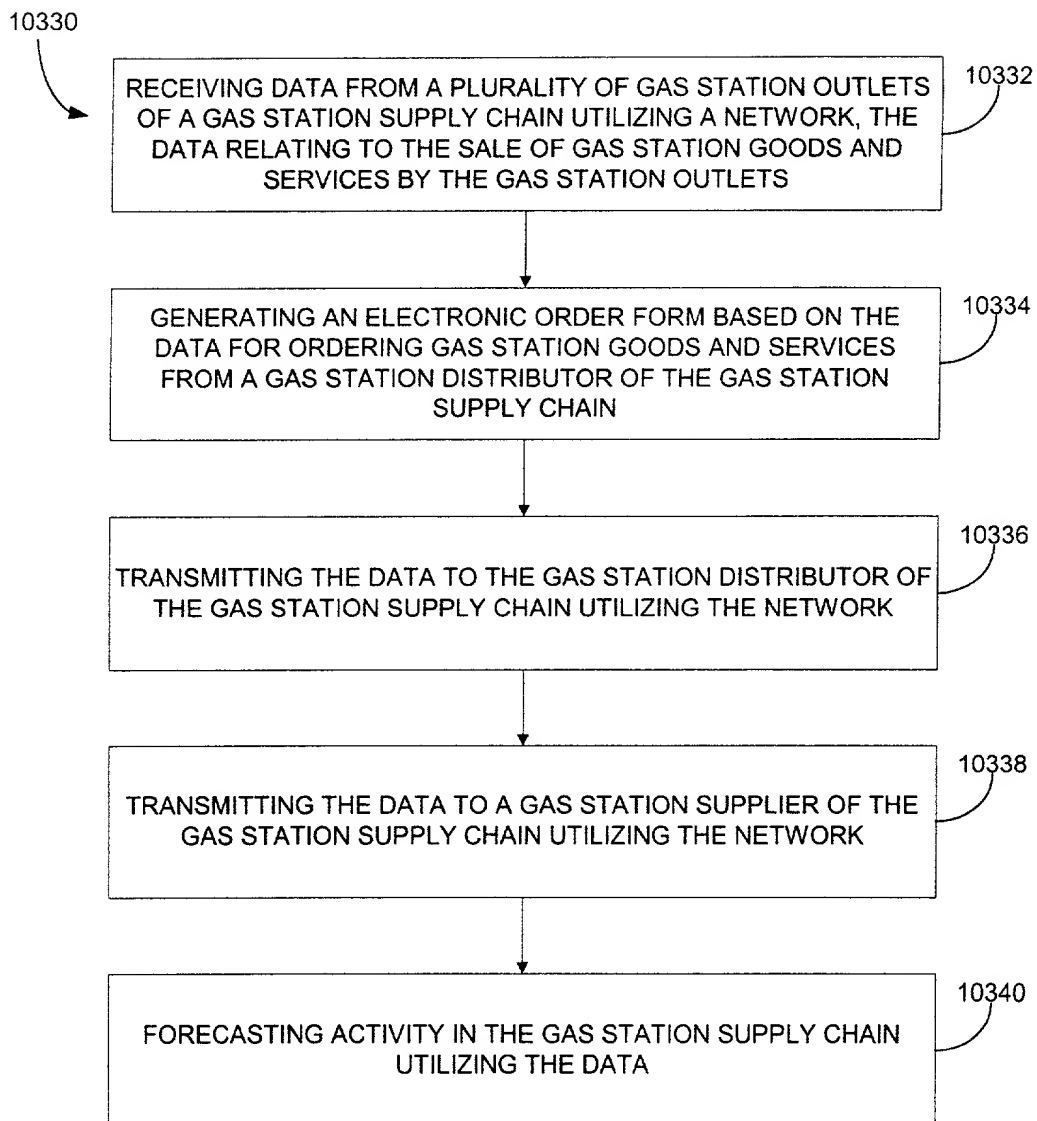 10330
10332
RECEIVING DATA FROM A PLURALITY OF GAS STATION OUTLETS
OF A GAS STATION SUPPLY CHAIN UTILIZING A NETWORK, THE
DATA RELATING TO THE SALE OF GAS STATION GOODS AND
SERVICES BY THE GAS STATION OUTLETS
10334
GENERATING AN ELECTRONIC ORDER FORM BASED ON THE
DATA FOR ORDERING GAS STATION GOODS AND SERVICES
FROM A GAS STATION DISTRIBUTOR OF THE GAS STATION
SUPPLY CHAIN
10336
TRANSMITTING THE DATA TO THE GAS STATION DISTRIBUTOR OF
THE GAS STATION SUPPLY CHAIN UTILIZING THE NETWORK
10338
TRANSMITTING THE DATA TO A GAS STATION SUPPLIER OF THE
GAS STATION SUPPLY CHAIN UTILIZING THE NETWORK
10340
FORECASTING ACTIVITY IN THE GAS STATION SUPPLY CHAIN
UTILIZING THE DATA